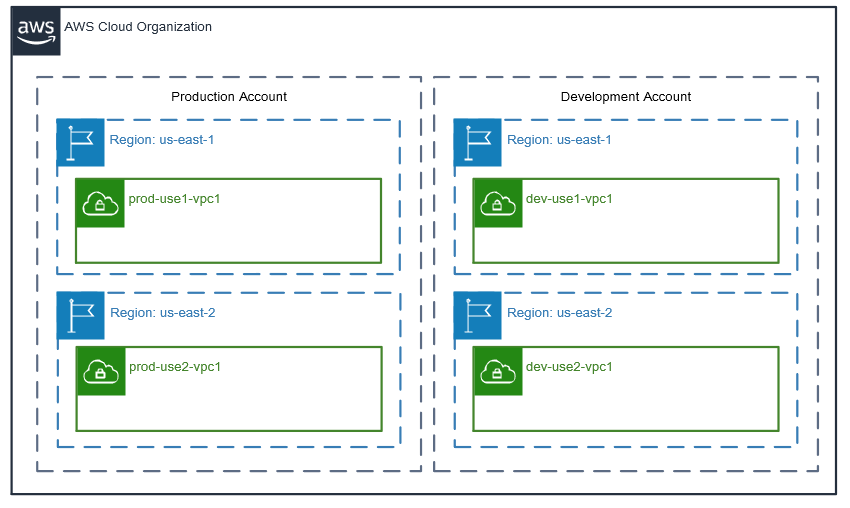 aws
AWS Cloud Organization
Production Account
Region: us-east-1
prod-use1-vpc1
Region: us-east-2
prod-use2-vpc1
Development Account
Region: us-east-1
dev-use1-vpc1
Region: us-east-2
dev-use2-vpc1